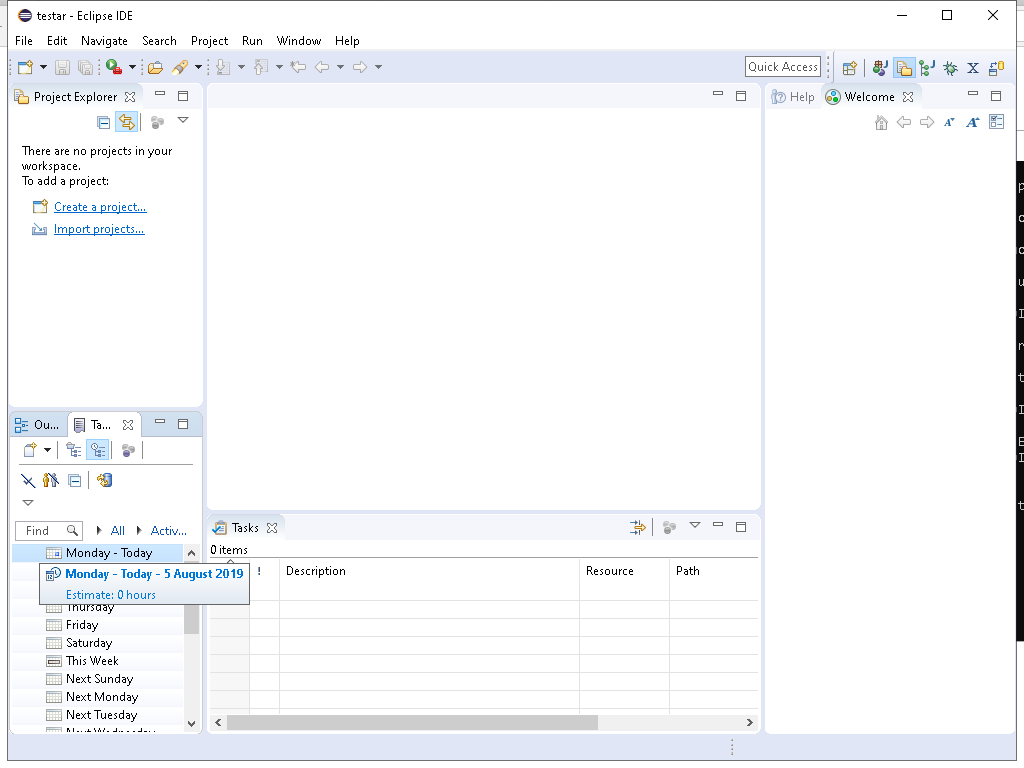 testar - Eclipse IDE
File Edit Navigate Search Project Run Window Help
Quick Access
Project Explorer
Help Welcome
There are no projects in your
workspace.
To add a project:
Create a project...
Import projects...
Ou... Ta...
Find All Activ...
Monday - Today
Monday - Today - 5 August 2019
Estimate: 0 hours
Thursday
Friday
Saturday
This Week
Next Sunday
Next Monday
Next Tuesday
Next Wednesday
Tasks
0 items
! Description Resource Path